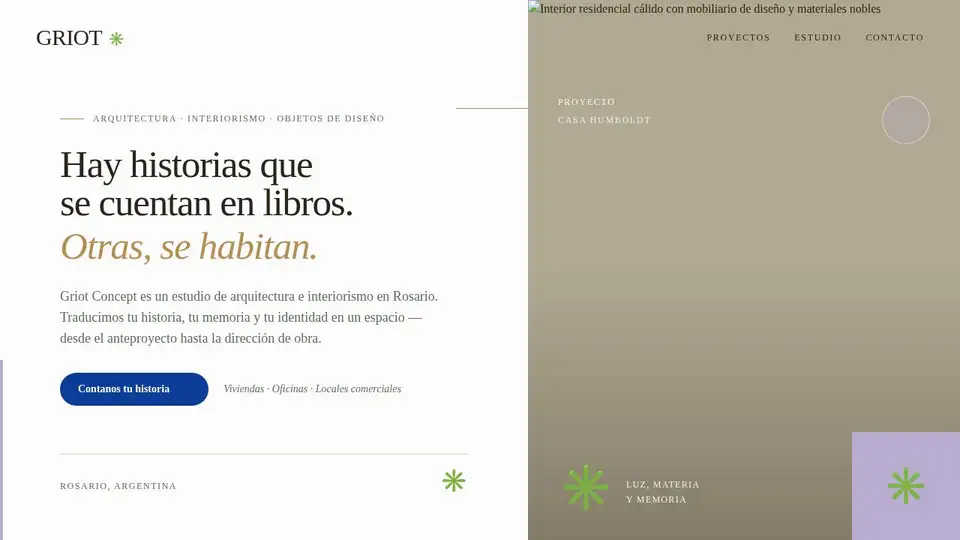 GRIOT
Interior residencial cálido con mobiliario de diseño y materiales nobles
PROYECTOS ESTUDIO CONTACTO
ARQUITECTURA · INTERIORISMO · OBJETOS DE DISEÑO
Hay historias que
se cuentan en libros.
Otras, se habitan.
Griot Concept es un estudio de arquitectura e interiorismo en Rosario.
Traducimos tu historia, tu memoria y tu identidad en un espacio —
desde el anteproyecto hasta la dirección de obra.
Contanos tu historia
Viviendas · Oficinas · Locales comerciales
ROSARIO, ARGENTINA
PROYECTO
CASA HUMBOLDT
LUZ, MATERIA
Y MEMORIA